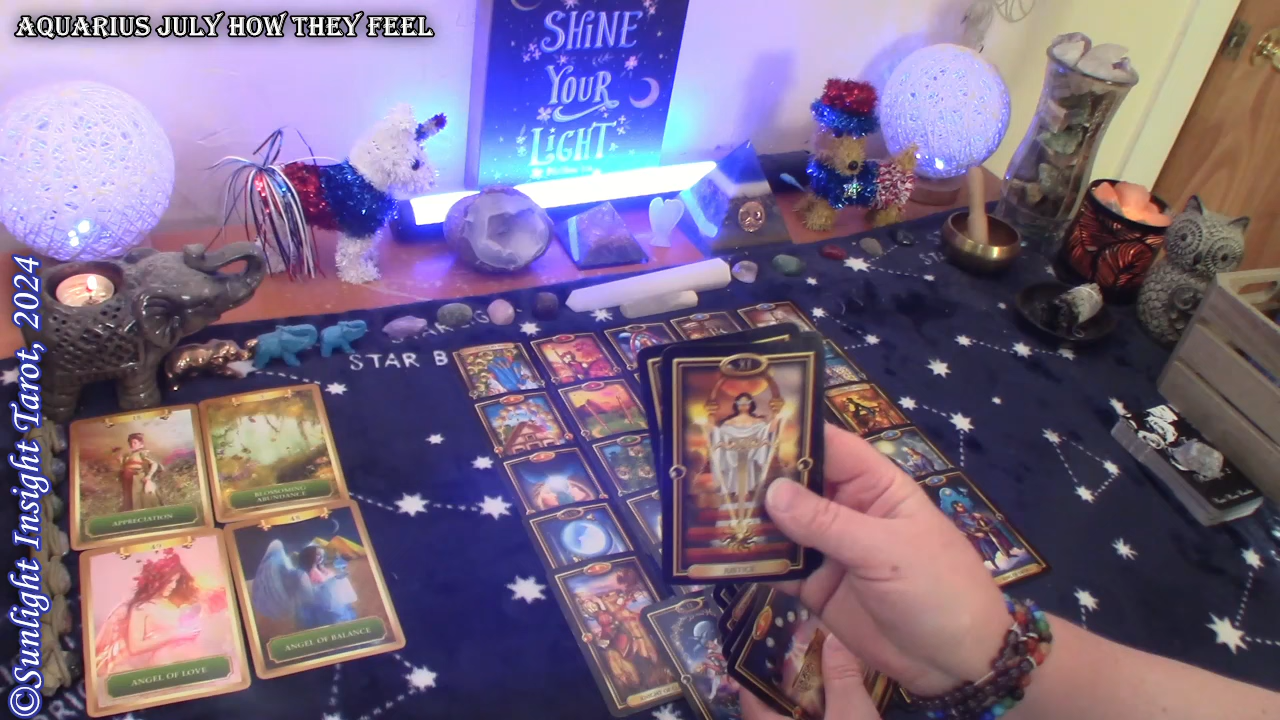 AQUARIUS JULY HOW THEY FEEL
SHINE
YOUR
LIGHT
©Sunlight Insight Tarot, 2024
STAR B
XI
JUSTICE
APPRECIATION
BLOSSOMING
ABUNDANCE
ANGEL OF LOVE
ANGEL OF BALANCE